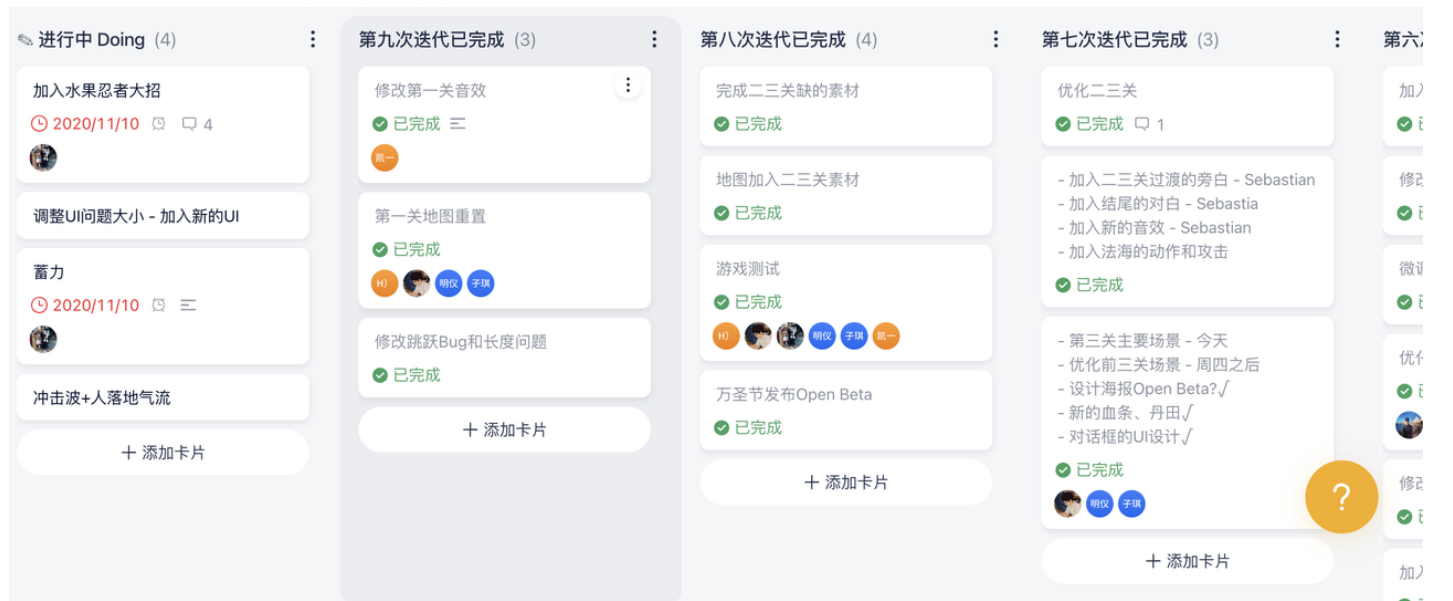 ✎ 进行中 Doing (4)
加入水果忍者大招
2020/11/10 4
调整UI问题大小 - 加入新的UI
蓄力
2020/11/10
冲击波+人落地气流
+ 添加卡片
第九次迭代已完成 (3)
修改第一关音效
已完成
凯一
第一关地图重置
已完成
H） 明仪 子琪
修改跳跃Bug和长度问题
已完成
+ 添加卡片
第八次迭代已完成 (4)
完成二三关缺的素材
已完成
地图加入二三关素材
已完成
游戏测试
已完成
H） 明仪 子琪 凯一
万圣节发布Open Beta
已完成
+ 添加卡片
第七次迭代已完成 (3)
优化二三关
已完成 1
- 加入二三关过渡的旁白 - Sebastian
- 加入结尾的对白 - Sebastia
- 加入新的音效 - Sebastian
- 加入法海的动作和攻击
已完成
- 第三关主要场景 - 今天
- 优化前三关场景 - 周四之后
- 设计海报Open Beta?√
- 新的血条、丹田√
- 对话框的UI设计√
已完成
明仪 子琪
+ 添加卡片
?
第六
加入
修改
微调
优化
修改
加入